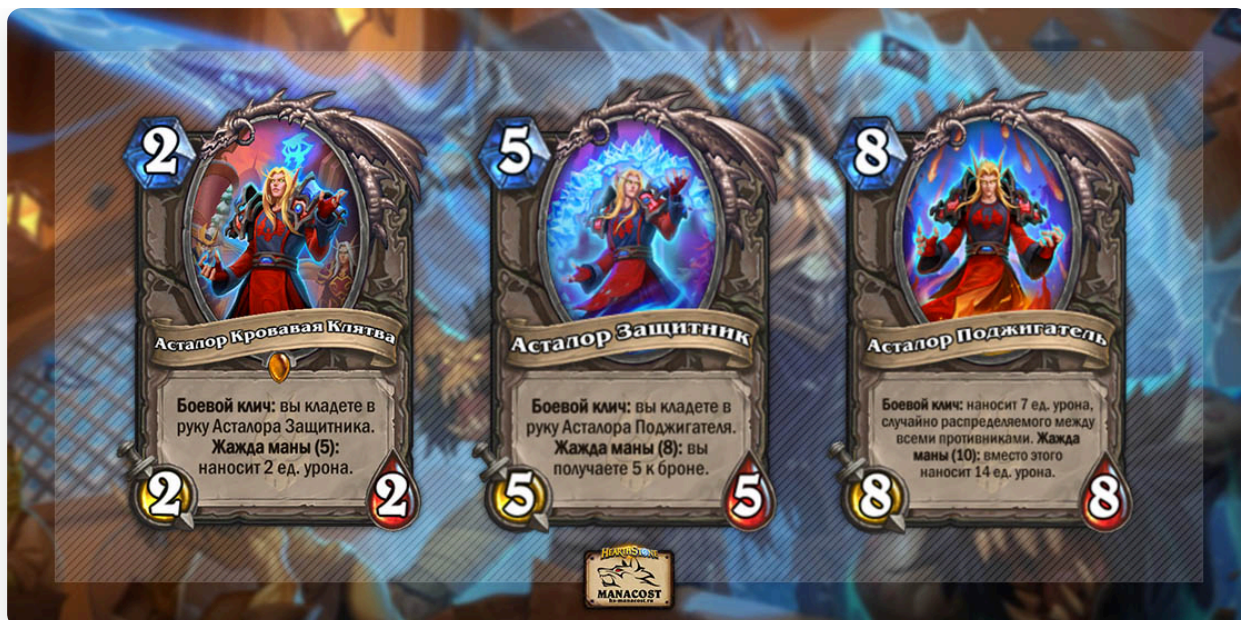 2
Асталор Кровавая Клятва
Боевой клич: вы кладете в
руку Асталора Защитника.
Жажда маны (5):
наносит 2 ед. урона.
2
2
5
Асталор Защитник
Боевой клич: вы кладете в
руку Асталора Поджигателя.
Жажда маны (8): вы
получаете 5 к броне.
5
5
8
Асталор Поджигатель
Боевой клич: наносит 7 ед. урона,
случайно распределяемого между
всеми противниками. Жажда
маны (10): вместо этого
наносит 14 ед. урона.
8
8
HEARTHSTONE
MANACOST
hs-manacost.ru